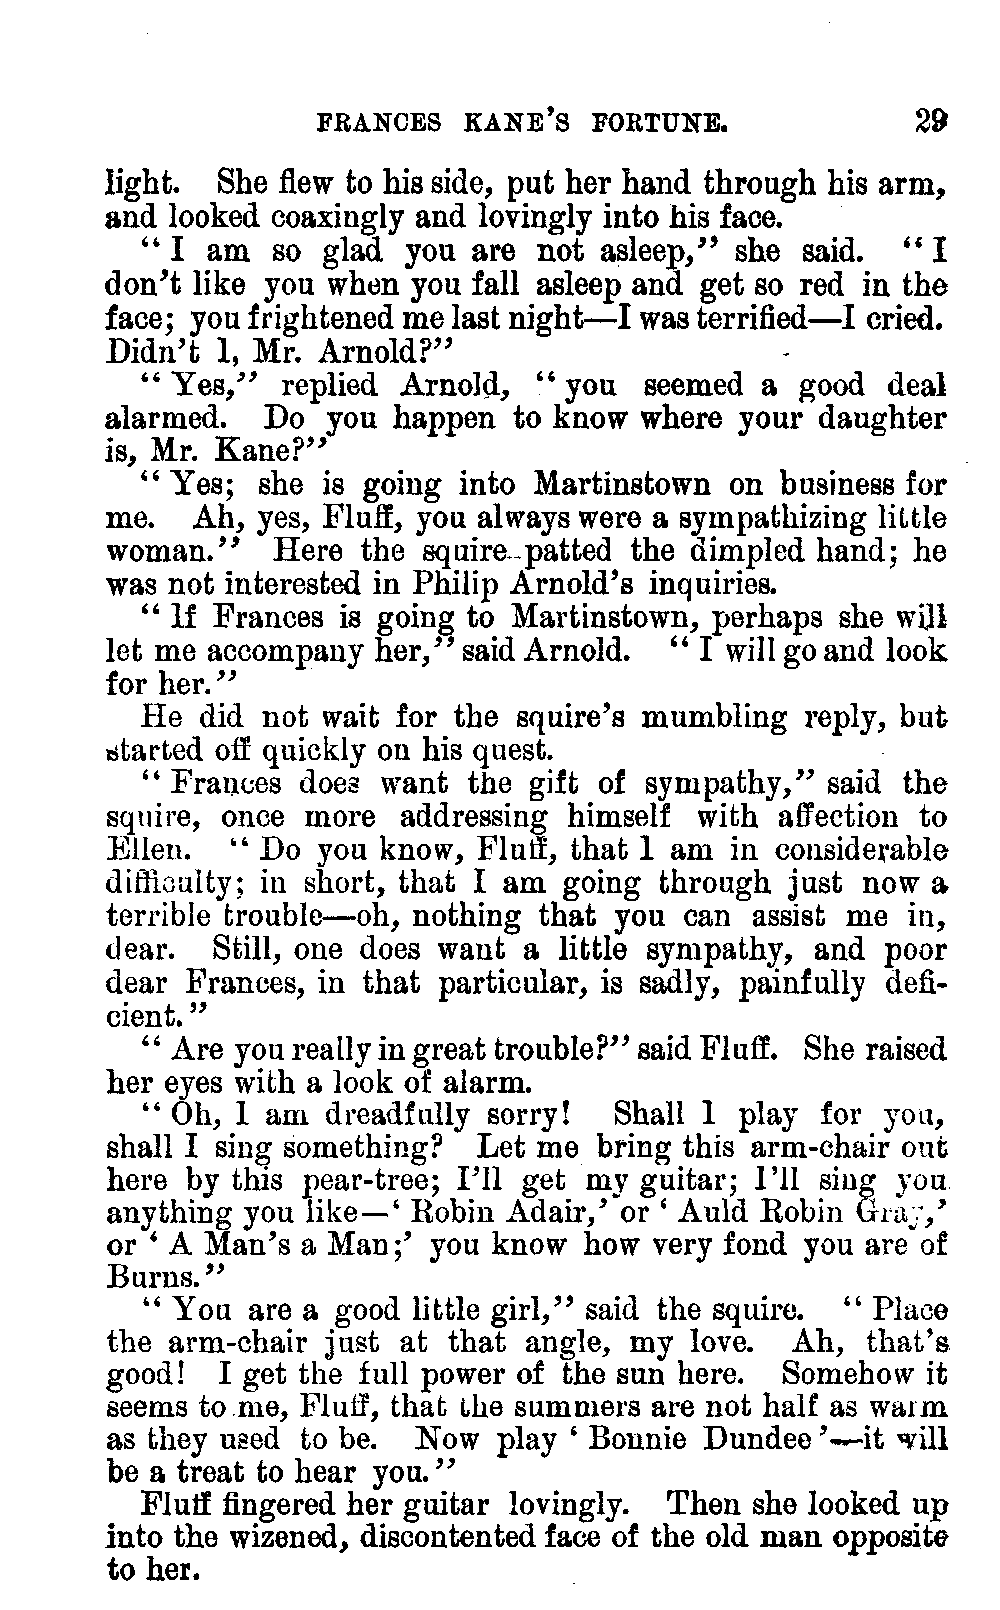 FRANCES KANE'S FORTUNE. 29
light. She flew to his side, put her hand through his arm,
and looked coaxingly and lovingly into his face.
"I am so glad you are not asleep," she said. "I
don't like you when you fall asleep and get so red in the
face; you frightened me last night—I was terrified—I cried.
Didn't I, Mr. Arnold?"
"Yes," replied Arnold, "you seemed a good deal
alarmed. Do you happen to know where your daughter
is, Mr. Kane?"
"Yes; she is going into Martinstown on business for
me. Ah, yes, Fluff, you always were a sympathizing little
woman." Here the squire patted the dimpled hand; he
was not interested in Philip Arnold's inquiries.
"If Frances is going to Martinstown, perhaps she will
let me accompany her," said Arnold. "I will go and look
for her."
He did not wait for the squire's mumbling reply, but
started off quickly on his quest.
"Frances does want the gift of sympathy," said the
squire, once more addressing himself with affection to
Ellen. "Do you know, Fluff, that I am in considerable
difficulty; in short, that I am going through just now a
terrible trouble—oh, nothing that you can assist me in,
dear. Still, one does want a little sympathy, and poor
dear Frances, in that particular, is sadly, painfully defi-
cient."
"Are you really in great trouble?" said Fluff. She raised
her eyes with a look of alarm.
"Oh, I am dreadfully sorry! Shall I play for you,
shall I sing something? Let me bring this arm-chair out
here by this pear-tree; I'll get my guitar; I'll sing you
anything you like—'Robin Adair,' or 'Auld Robin Gray,'
or 'A Man's a Man;' you know how very fond you are of
Burns."
"You are a good little girl," said the squire. "Place
the arm-chair just at that angle, my love. Ah, that's
good! I get the full power of the sun here. Somehow it
seems to me, Fluff, that the summers are not half as warm
as they used to be. Now play 'Bonnie Dundee'—it will
be a treat to hear you."
Fluff fingered her guitar lovingly. Then she looked up
into the wizened, discontented face of the old man opposite
to her.